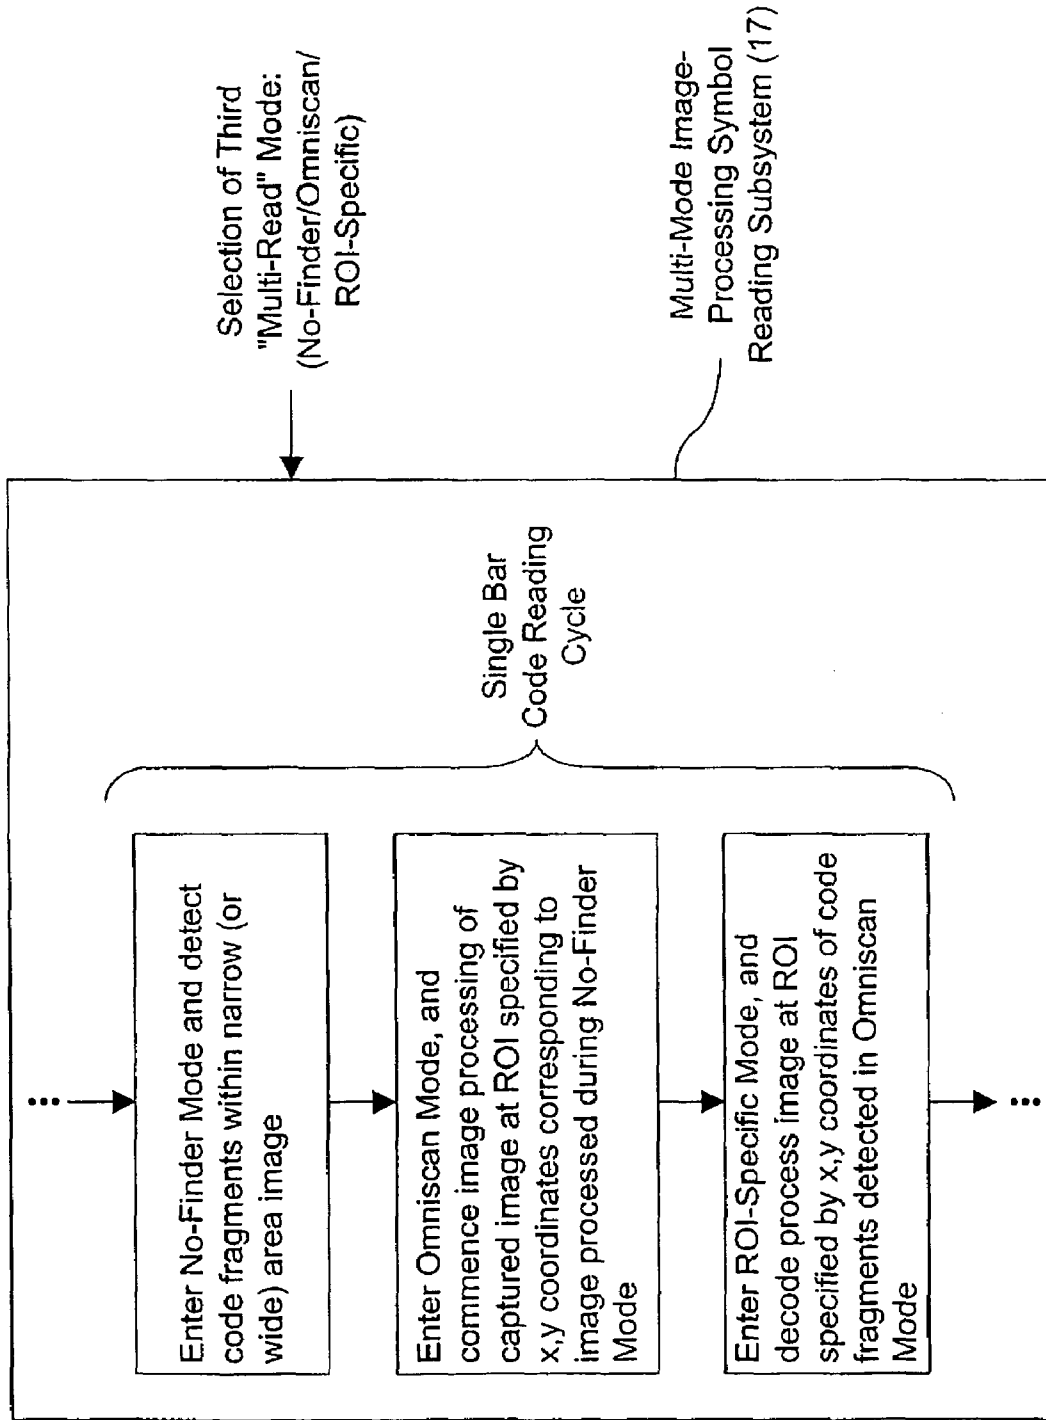 Selection of Third
"Multi-Read" Mode:
(No-Finder/Omniscan/
ROI-Specific)
Multi-Mode Image-
Processing Symbol
Reading Subsystem (17)
Single Bar
Code Reading
Cycle
Enter No-Finder Mode and detect
code fragments within narrow (or
wide) area image
Enter Omniscan Mode, and
commence image processing of
captured image at ROI specified by
x,y coordinates corresponding to
image processed during No-Finder
Mode
Enter ROI-Specific Mode, and
decode process image at ROI
specified by x,y coordinates of code
fragments detected in Omniscan
Mode